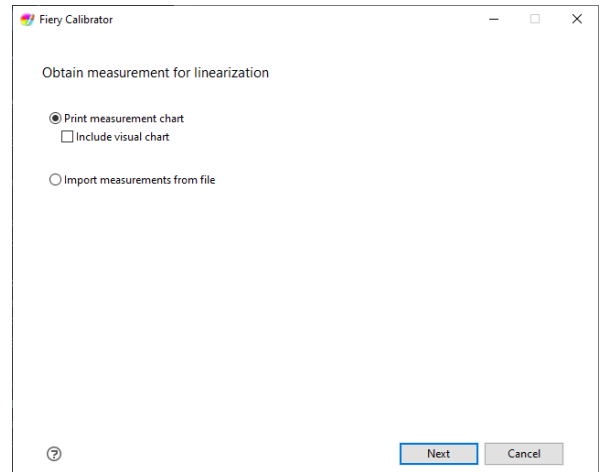 Fiery Calibrator
Obtain measurement for linearization
Print measurement chart
Include visual chart
Import measurements from file
?
Next
Cancel